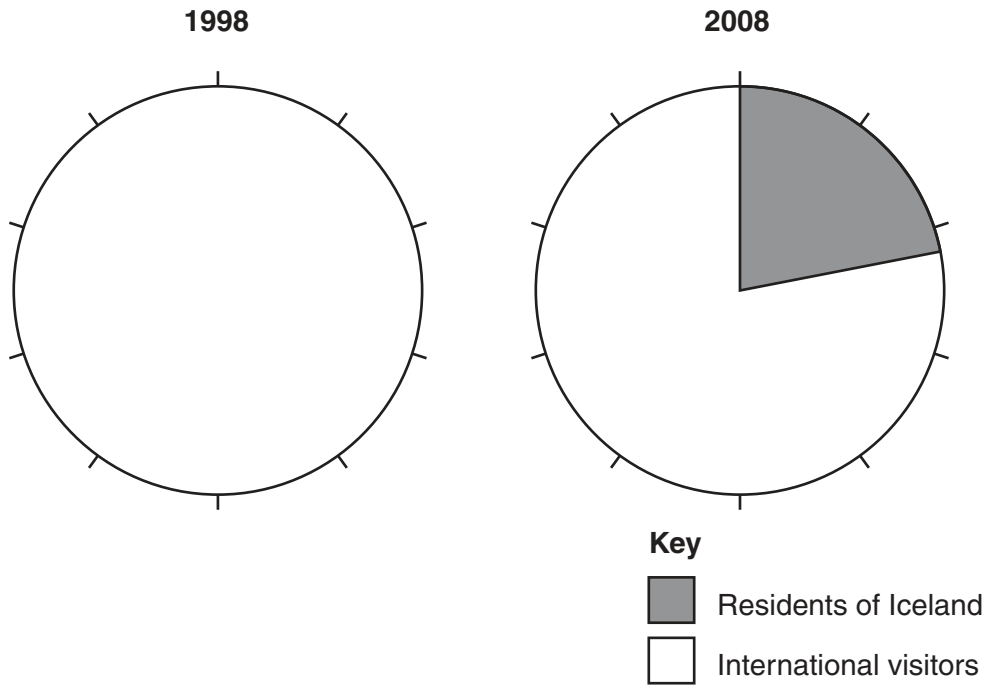 1998
2008
Key
Residents of Iceland
International visitors